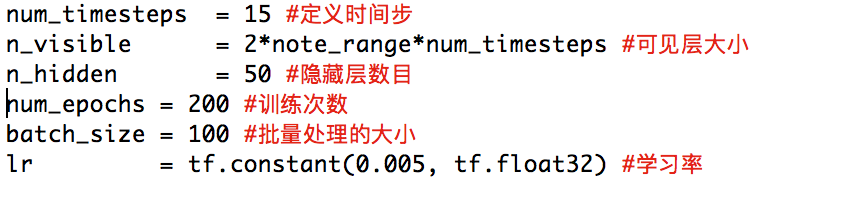 num_timesteps  = 15 #定义时间步
n_visible      = 2*note_range*num_timesteps #可见层大小
n_hidden       = 50 #隐藏层数目
num_epochs = 200 #训练次数
batch_size = 100 #批量处理的大小
lr         = tf.constant(0.005, tf.float32) #学习率